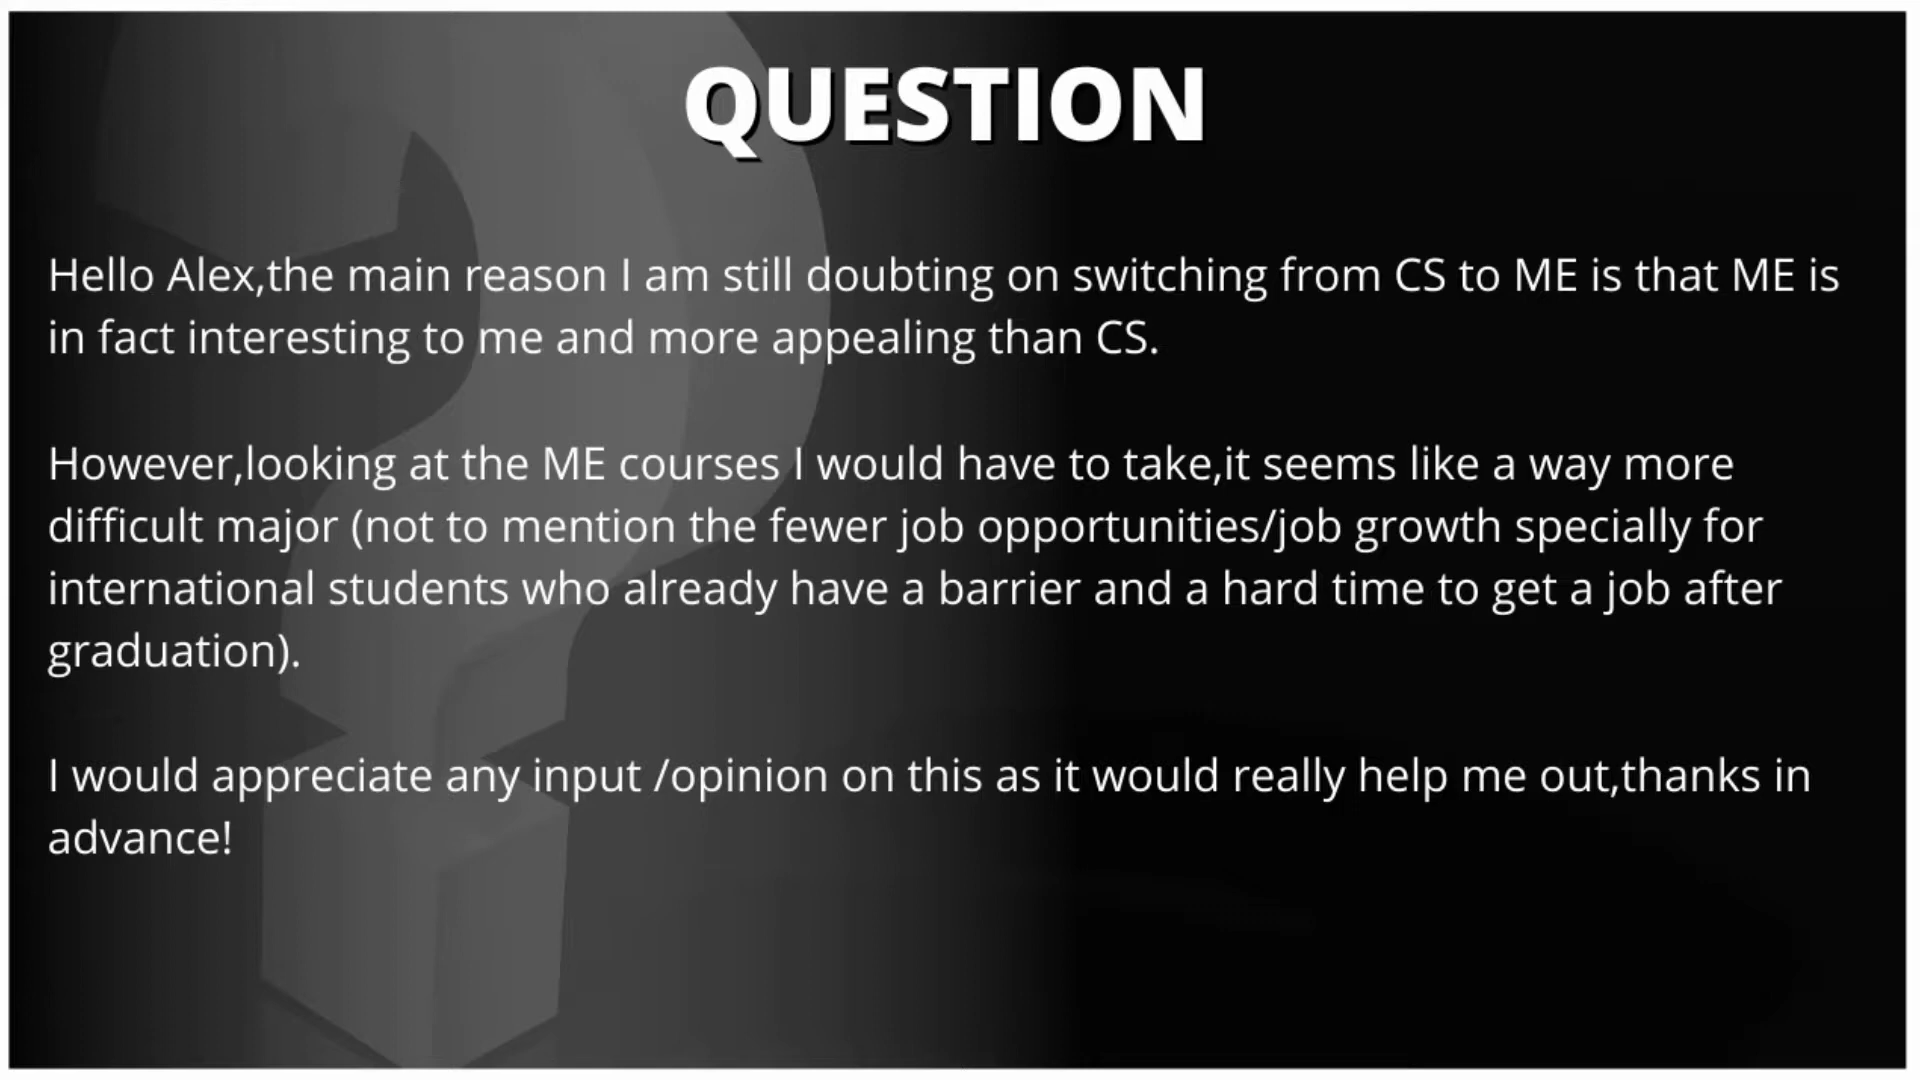 QUESTION
Hello Alex,the main reason I am still doubting on switching from CS to ME is that ME is
in fact interesting to me and more appealing than CS.
However,looking at the ME courses I would have to take,it seems like a way more
difficult major (not to mention the fewer job opportunities/job growth specially for
international students who already have a barrier and a hard time to get a job after
graduation).
I would appreciate any input /opinion on this as it would really help me out,thanks in
advance!